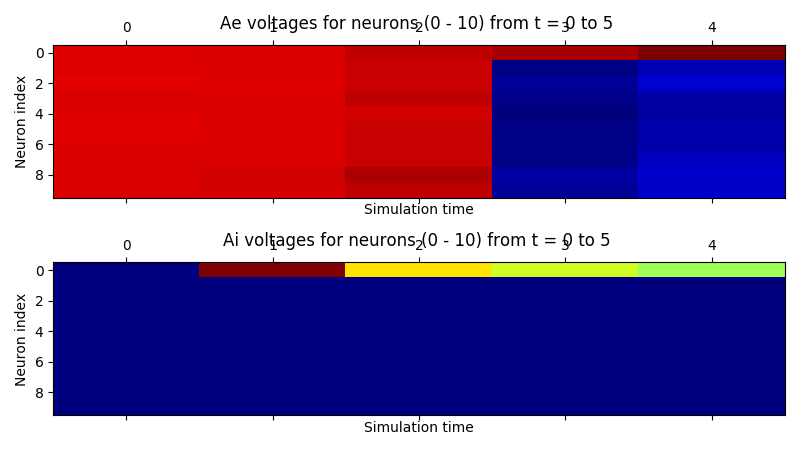 Ae voltages for neurons (0 - 10) from t = 0 to 5
0 1 2 3 4
0
2
4
6
8
Neuron index
Simulation time
Ai voltages for neurons (0 - 10) from t = 0 to 5
0 1 2 3 4
0
2
4
6
8
Neuron index
Simulation time